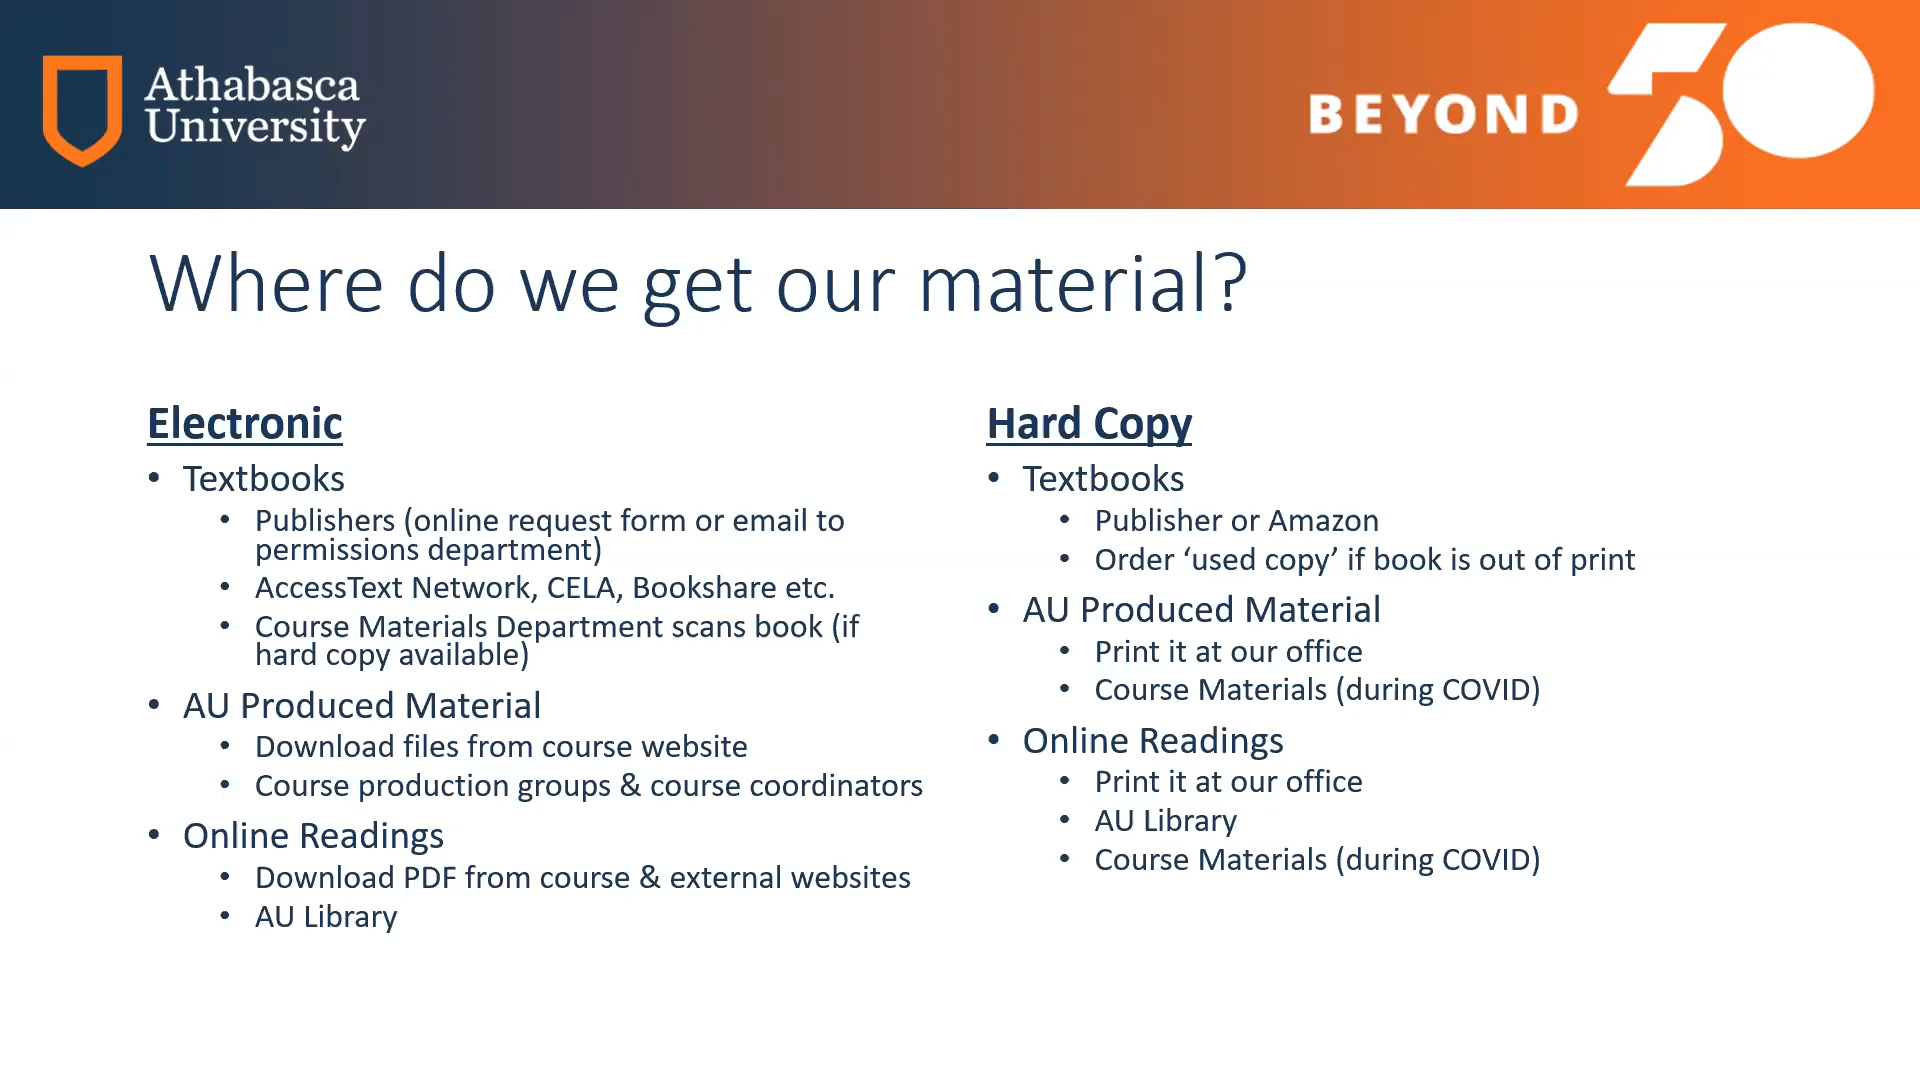 Athabasca
University
BEYOND 50
Where do we get our material?
Electronic
• Textbooks
• Publishers (online request form or email to
permissions department)
• AccessText Network, CELA, Bookshare etc.
• Course Materials Department scans book (if
hard copy available)
• AU Produced Material
• Download files from course website
• Course production groups & course coordinators
• Online Readings
• Download PDF from course & external websites
• AU Library
Hard Copy
• Textbooks
• Publisher or Amazon
• Order ‘used copy’ if book is out of print
• AU Produced Material
• Print it at our office
• Course Materials (during COVID)
• Online Readings
• Print it at our office
• AU Library
• Course Materials (during COVID)